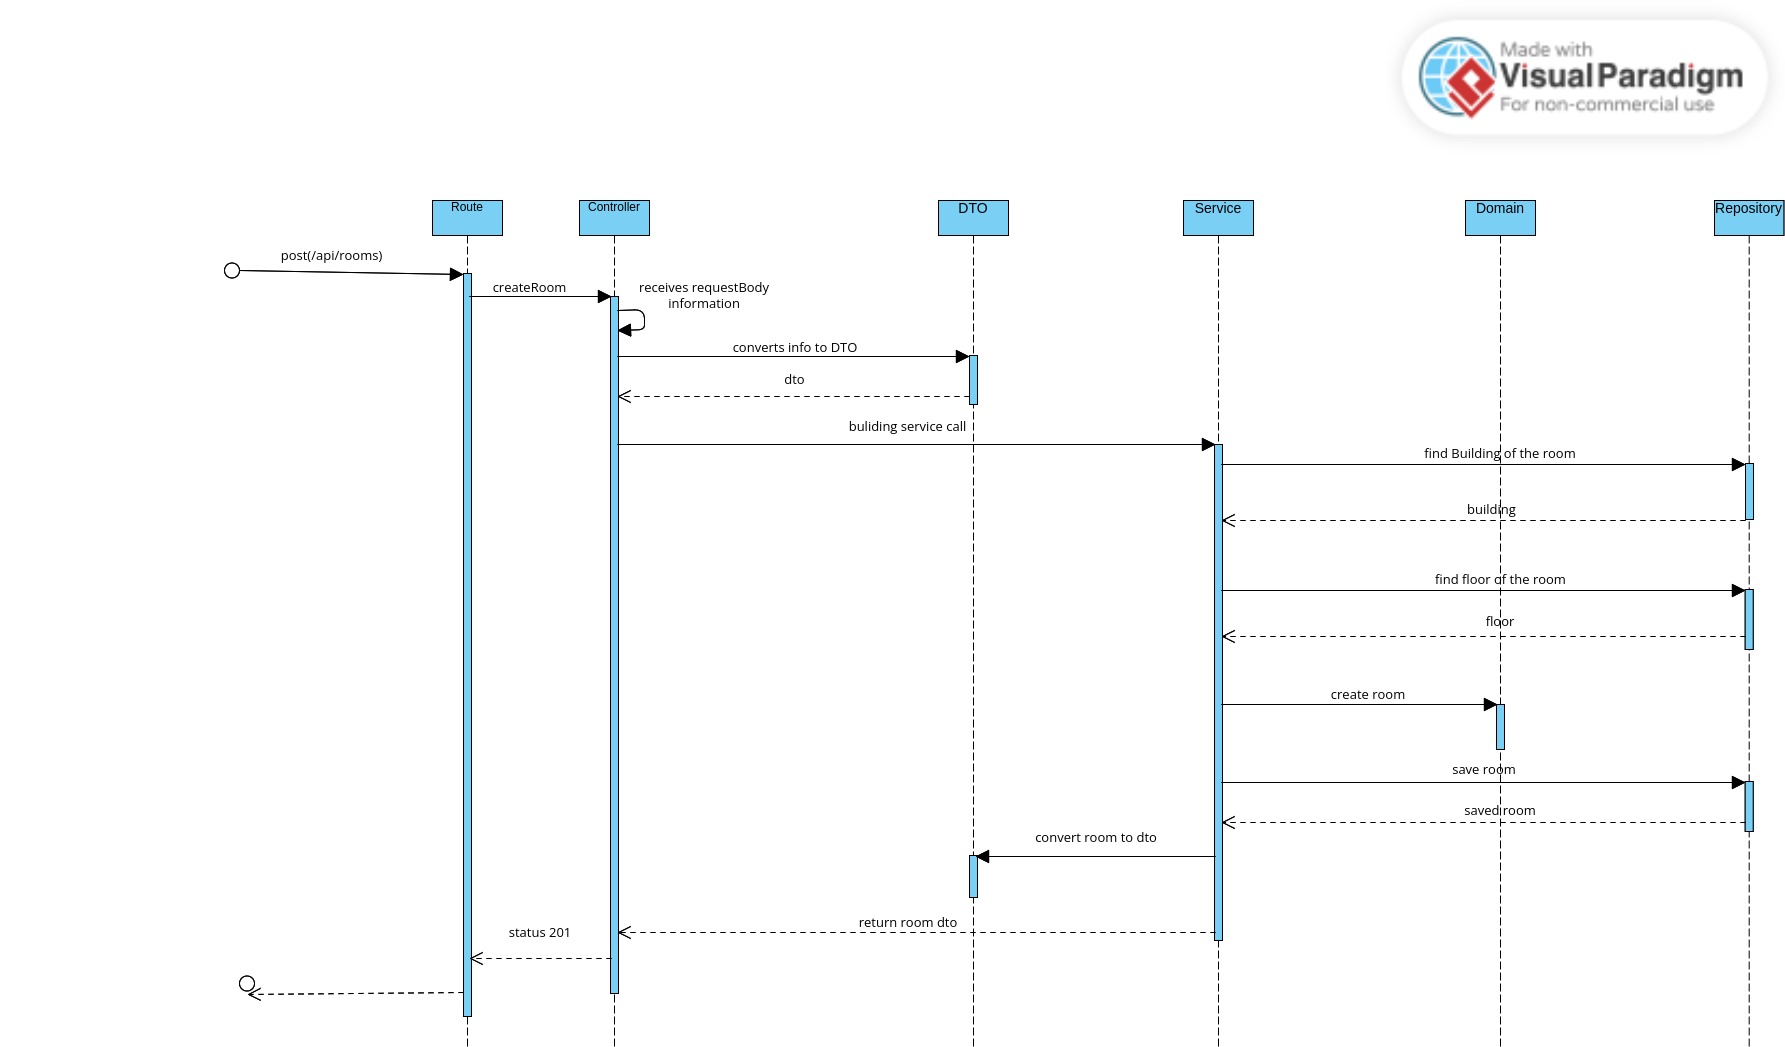 Made with
Visual Paradigm
For non-commercial use
Route
Controller
DTO
Service
Domain
Repository
post(/api/rooms)
createRoom
receives requestBody
information
converts info to DTO
dto
buliding service call
find Building of the room
building
find floor of the room
floor
create room
save room
saved room
convert room to dto
return room dto
status 201